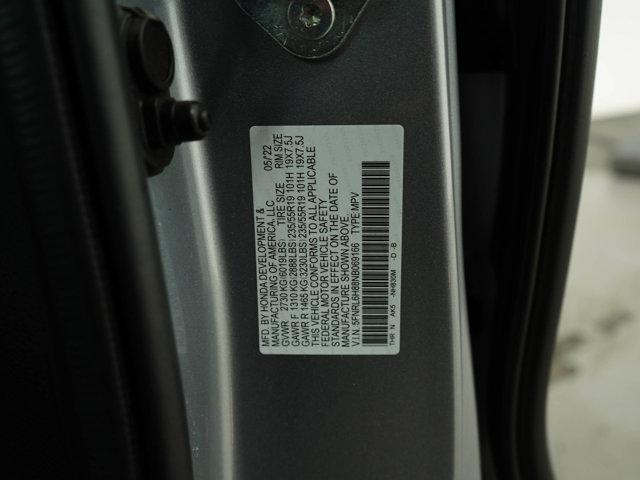 MFD. BY HONDA DEVELOPMENT & 05/22
MANUFACTURING OF AMERICA, LLC
GVWR 2730 KG(6019LBS) TIRE SIZE RIM SIZE
GAWR F 1310 KG(2888LBS)235/55R19 101H 19X7.5J
GAWR R 1465 KG(3230LBS)235/55R19 101H 19X7.5J
THIS VEHICLE CONFORMS TO ALL APPLICABLE
FEDERAL MOTOR VEHICLE SAFETY
STANDARDS IN EFFECT ON THE DATE OF
MANUFACTURE SHOWN ABOVE.
V.I.N. 5FNRL6H88NB069166 TYPE:MPV
THR N AK5 -NH830M -D -B